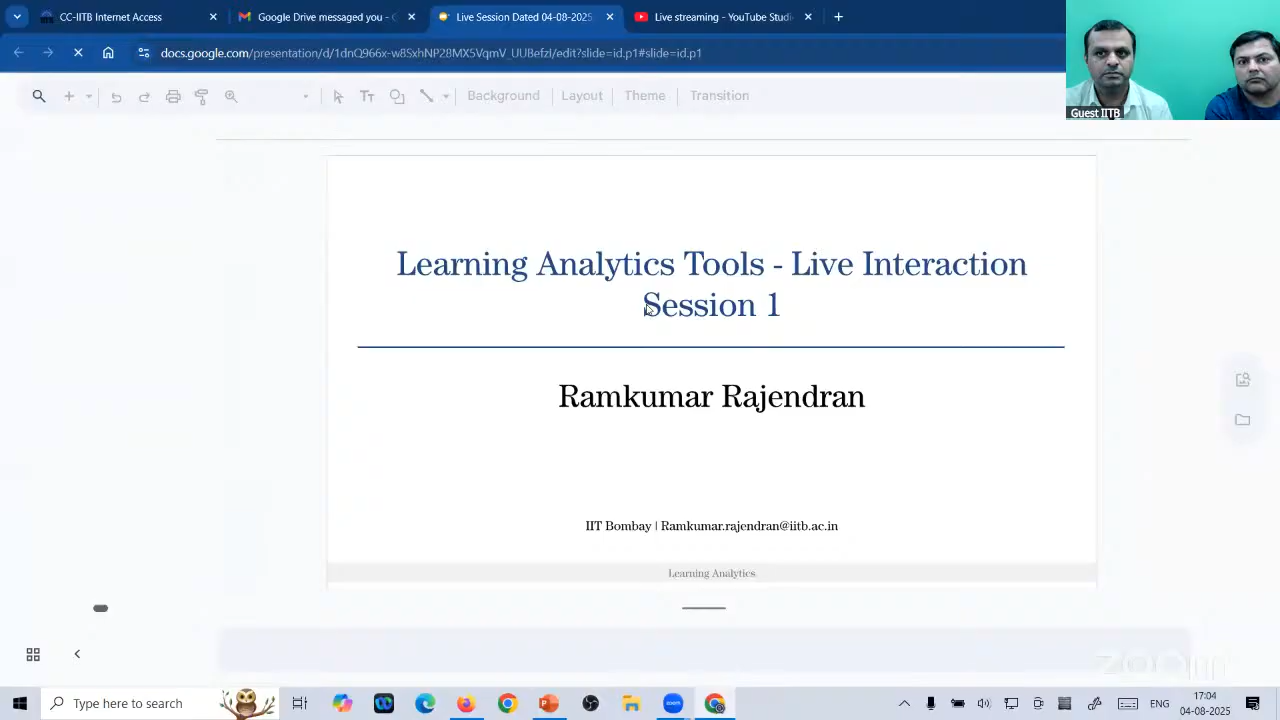 CC-IITB Internet Access
Google Drive messaged you - C
Live Session Dated 04-08-2025
Live streaming - YouTube Studi
docs.google.com/presentation/d/1dnQ966x-w8SxhNP28MX5VqmV_UUBefzI/edit?slide=id.p1#slide=id.p1
Background Layout Theme Transition
Guest IITB
Learning Analytics Tools - Live Interaction
Session 1
Ramkumar Rajendran
IIT Bombay | Ramkumar.rajendran@iitb.ac.in
Learning Analytics
zoom
Type here to search
17:04
04-08-2025